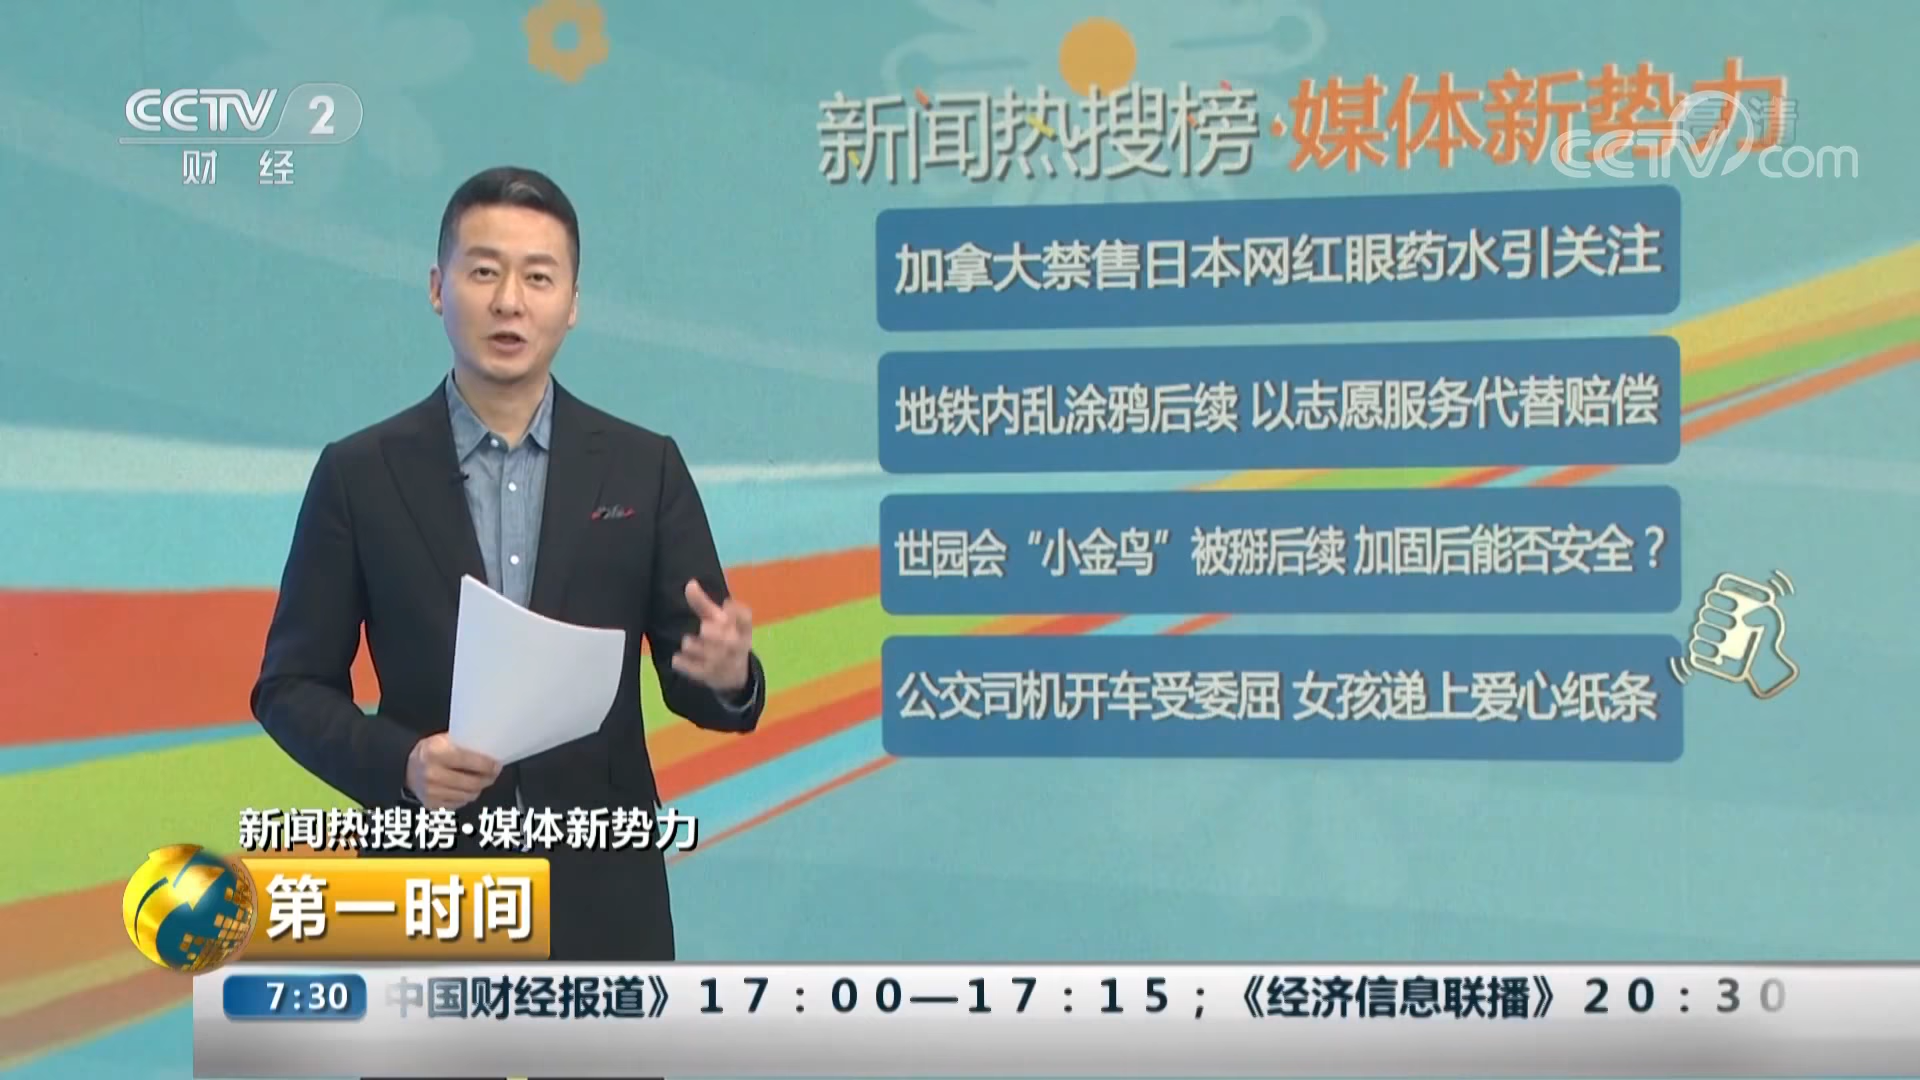 CCTV 2
财 经
新闻热搜榜·媒体新势力
高清
CCTV com
加拿大禁售日本网红眼药水引关注
地铁内乱涂鸦后续 以志愿服务代替赔偿
世园会“小金鸟”被掰后续 加固后能否安全？
公交司机开车受委屈 女孩递上爱心纸条
新闻热搜榜·媒体新势力
第一时间
7:30 中国财经报道》17：00—17：15；《经济信息联播》20：30